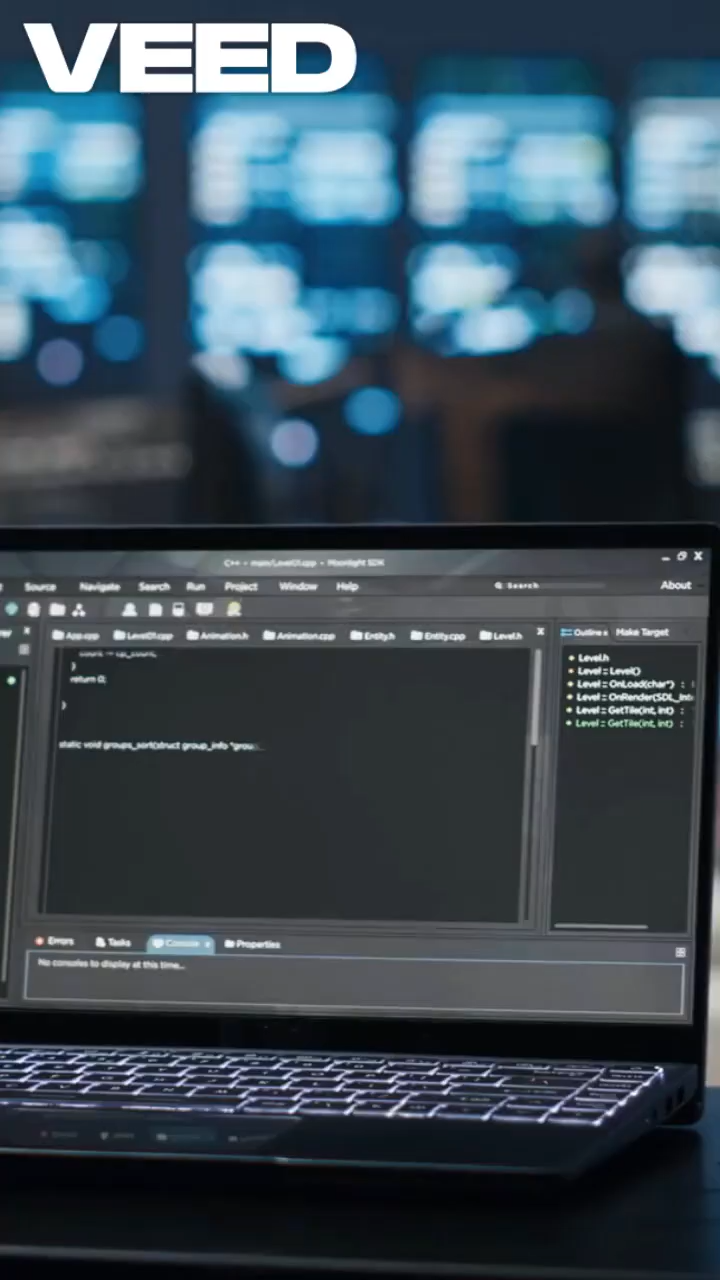 VEED
C++ - main/Level01.cpp - Moonlight SDK
Source Navigate Search Run Project Window Help Search About
App.cpp Level01.cpp Animation.h Animation.cpp Entity.h Entity.cpp Level.h Outline Make Target
}
return 0;
}
static void groups_sort(struct group_info *grou
Level.h
Level :: Level()
Level :: OnLoad(char*) :
Level :: OnRender(SDL_Int
Level :: GetTile(int, int) :
Level :: GetTile(int, int) :
Errors Tasks Console Properties
No consoles to display at this time...